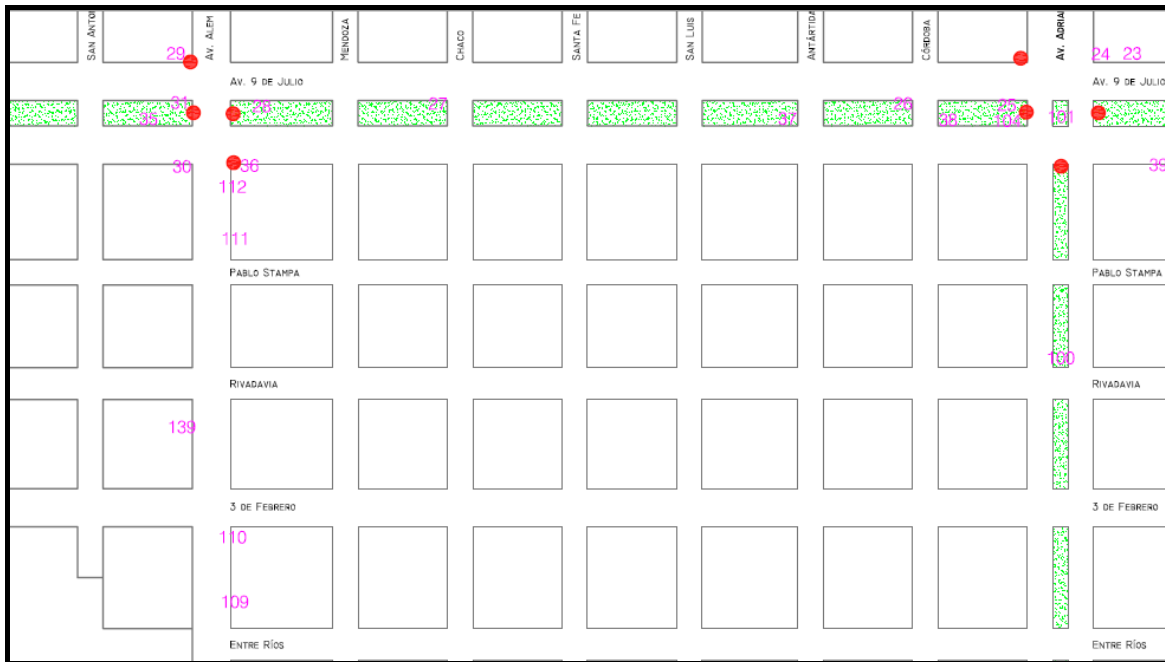 SAN ANTO
AV. ALEM
MENDOZA
CHACO
SANTA FE
SAN LUIS
ANTÁRTIDA
CÓRDOBA
AV. ADRIA
29
24 23
AV. 9 DE JULIO
AV. 9 DE JULIO
31
28
27
26
25
35
37
38
104
101
30
36
39
112
111
PABLO STAMPA
PABLO STAMPA
100
RIVADAVIA
RIVADAVIA
139
3 DE FEBRERO
3 DE FEBRERO
110
109
ENTRE RÍOS
ENTRE RÍOS